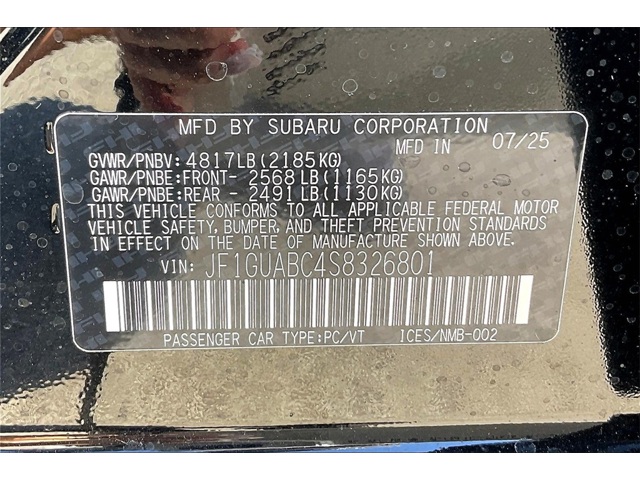 MFD BY SUBARU CORPORATION
MFD IN 07/25
GVWR/PNBV: 4817LB(2185KG)
GAWR/PNBE:FRONT- 2568LB(1165KG)
GAWR/PNBE:REAR - 2491LB(1130KG)
THIS VEHICLE CONFORMS TO ALL APPLICABLE FEDERAL MOTOR
VEHICLE SAFETY, BUMPER, AND THEFT PREVENTION STANDARDS
IN EFFECT ON THE DATE OF MANUFACTURE SHOWN ABOVE.
VIN: JF1GUABC4S8326801
PASSENGER CAR TYPE:PC/VT ICES/NMB-002